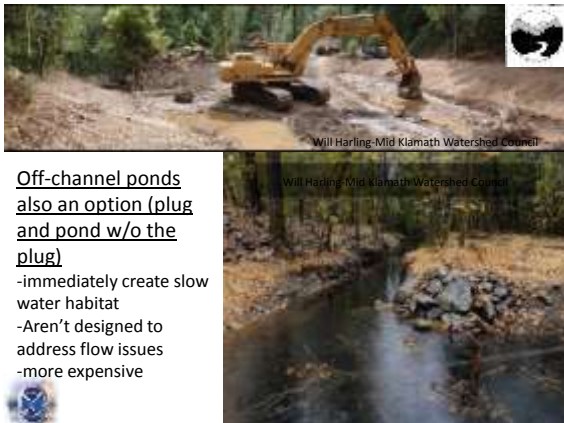 Will Harling-Mid Klamath Watershed Council
Will Harling-Mid Klamath Watershed Council
Off-channel ponds
also an option (plug
and pond w/o the
plug)
-immediately create slow
water habitat
-Aren’t designed to
address flow issues
-more expensive